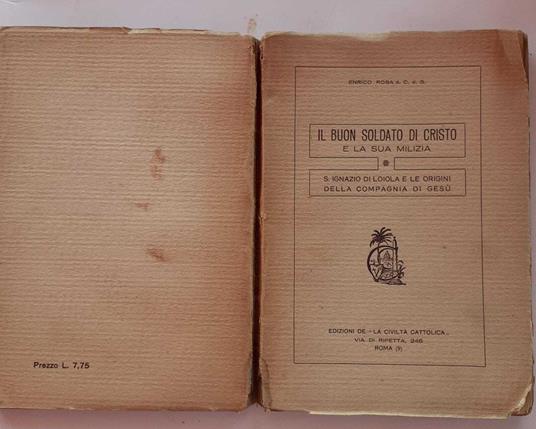 Prezzo L. 7,75
ENRICO ROSA d. C. d. G.
IL BUON SOLDATO DI CRISTO
E LA SUA MILIZIA
S. IGNAZIO DI LOIOLA E LE ORIGINI
DELLA COMPAGNIA DI GESÙ
EDIZIONI DE "LA CIVILTÀ CATTOLICA"
VIA DI RIPETTA, 246
ROMA (9)